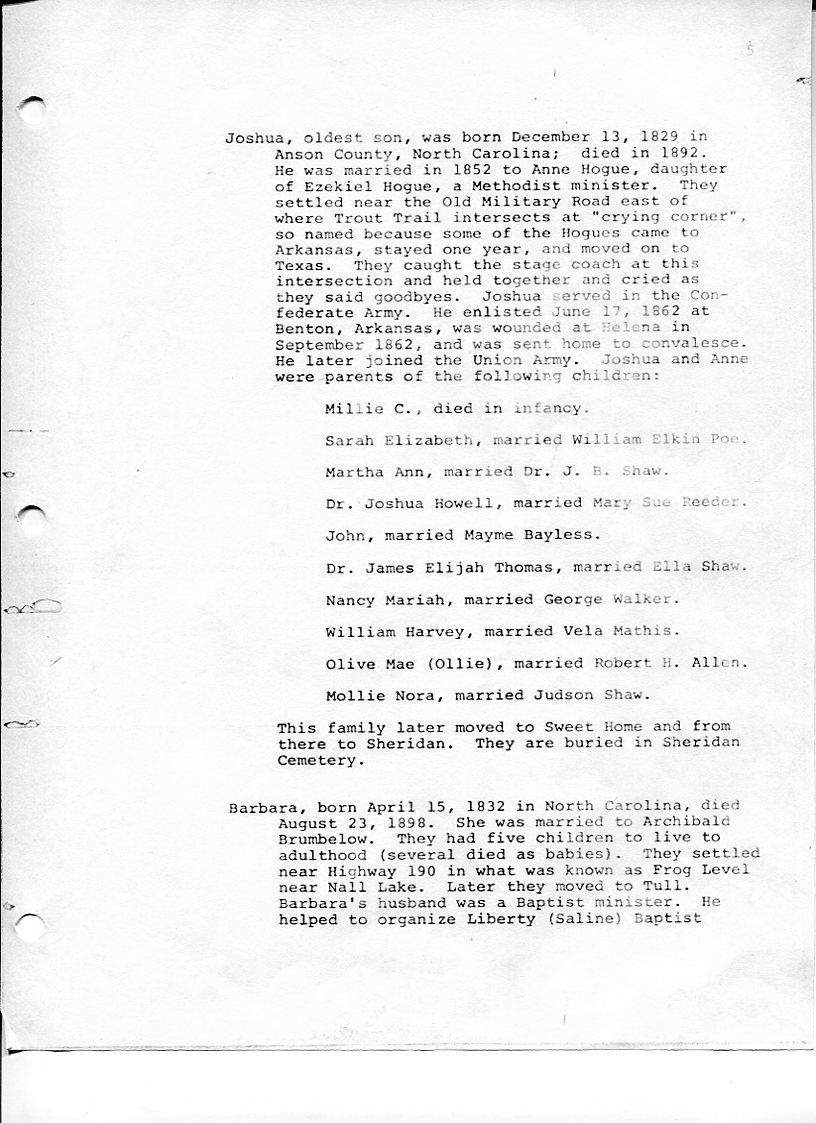 5
Joshua, oldest son, was born December 13, 1829 in
Anson County, North Carolina; died in 1892.
He was married in 1852 to Anne Hogue, daughter
of Ezekiel Hogue, a Methodist minister. They
settled near the Old Military Road east of
where Trout Trail intersects at "crying corner",
so named because some of the Hogues came to
Arkansas, stayed one year, and moved on to
Texas. They caught the stage coach at this
intersection and held together and cried as
they said goodbyes. Joshua served in the Con-
federate Army. He enlisted June 17, 1862 at
Benton, Arkansas, was wounded at Helena in
September 1862, and was sent home to convalesce.
He later joined the Union Army. Joshua and Anne
were parents of the following children:
Millie C., died in infancy.
Sarah Elizabeth, married William Elkin Poe.
Martha Ann, married Dr. J. B. Shaw.
Dr. Joshua Howell, married Mary Sue Reeder.
John, married Mayme Bayless.
Dr. James Elijah Thomas, married Ella Shaw.
Nancy Mariah, married George Walker.
William Harvey, married Vela Mathis.
Olive Mae (Ollie), married Robert H. Allen.
Mollie Nora, married Judson Shaw.
This family later moved to Sweet Home and from
there to Sheridan. They are buried in Sheridan
Cemetery.
Barbara, born April 15, 1832 in North Carolina, died
August 23, 1898. She was married to Archibald
Brumbelow. They had five children to live to
adulthood (several died as babies). They settled
near Highway 190 in what was known as Frog Level
near Nall Lake. Later they moved to Tull.
Barbara's husband was a Baptist minister. He
helped to organize Liberty (Saline) Baptist